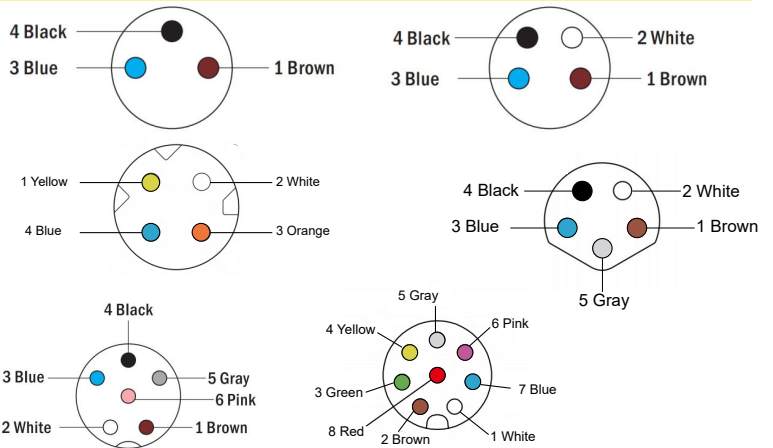 4 Black
3 Blue
1 Brown
4 Black
2 White
3 Blue
1 Brown
1 Yellow
2 White
4 Blue
3 Orange
4 Black
2 White
3 Blue
1 Brown
5 Gray
4 Black
3 Blue
5 Gray
6 Pink
2 White
1 Brown
5 Gray
4 Yellow
6 Pink
3 Green
7 Blue
8 Red
2 Brown
1 White